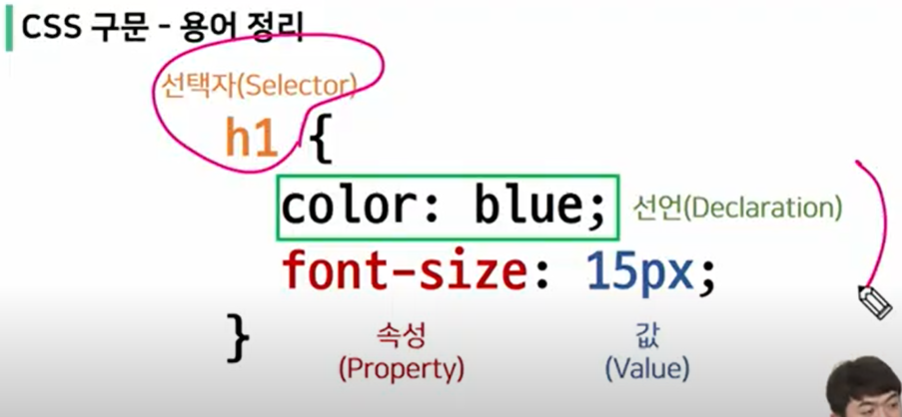 CSS 구문 - 용어 정리
선택자(Selector)
h1 {
color: blue; 선언(Declaration)
font-size: 15px;
}
속성 값
(Property) (Value)